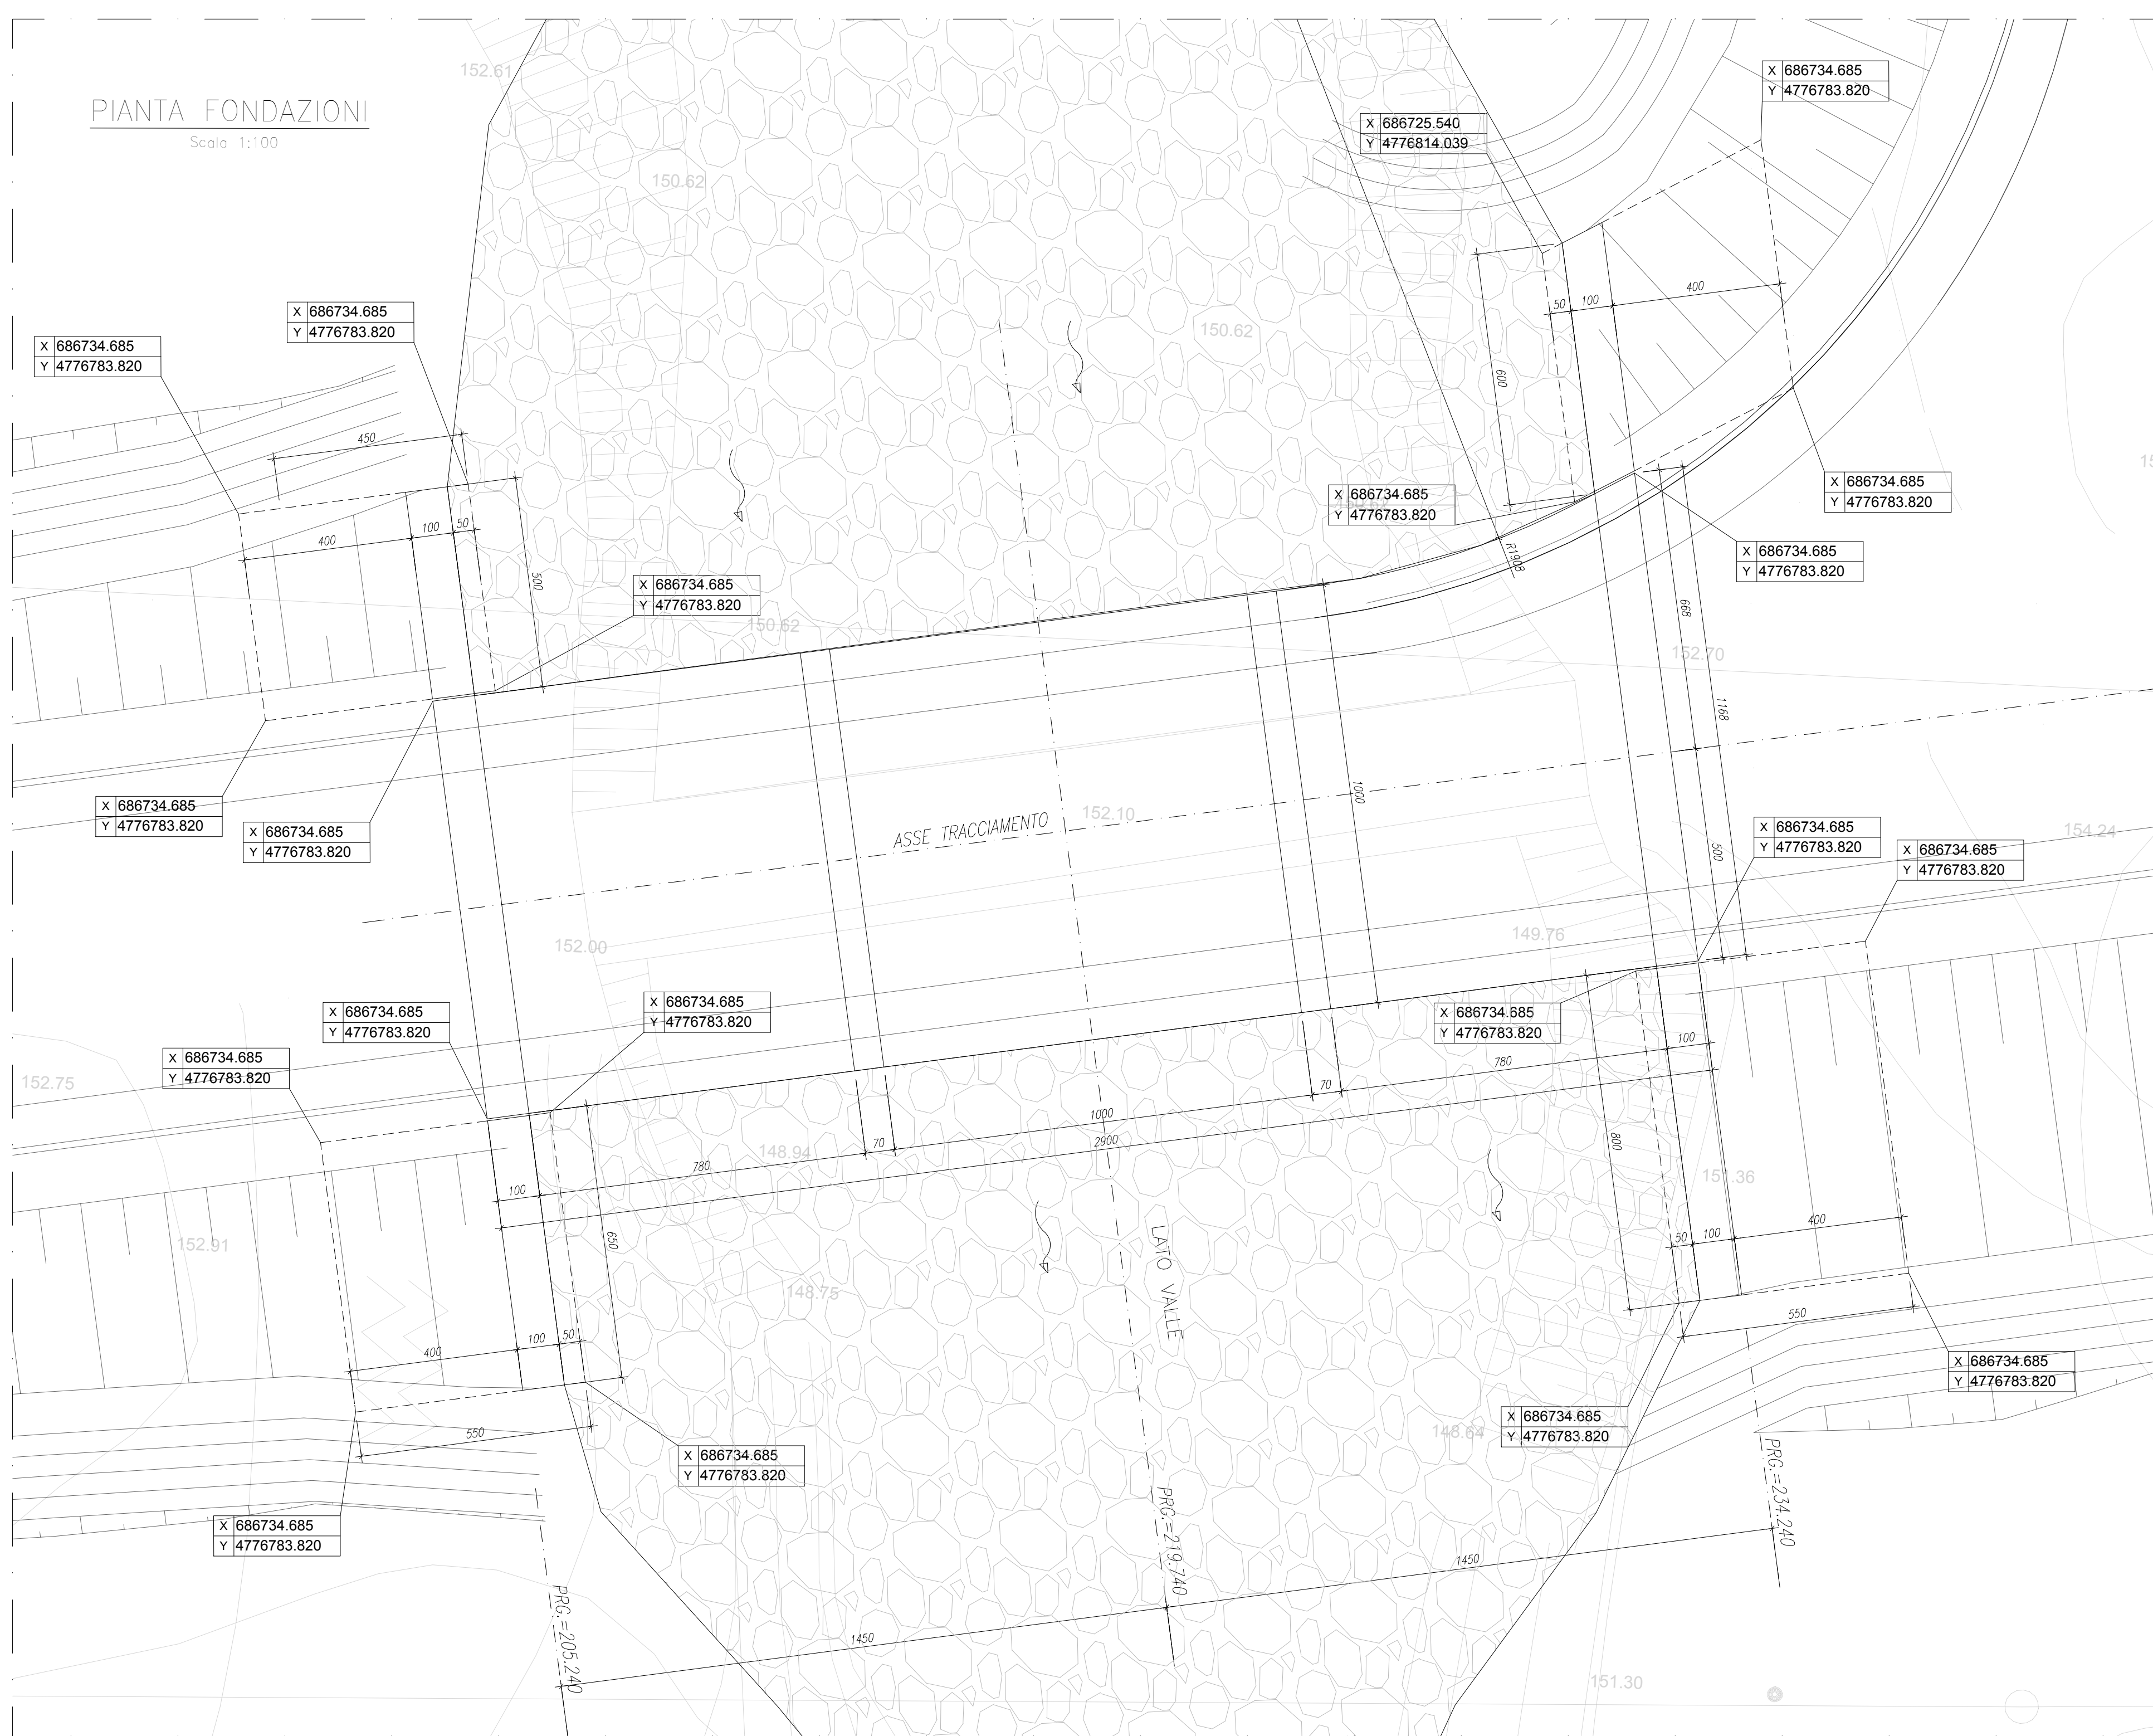 PIANTA FONDAZIONI
Scala 1:100
152.61
150.62
X 686734.685
Y 4776783.820
X 686725.540
Y 4776814.039
X 686734.685
Y 4776783.820
X 686734.685
Y 4776783.820
450
400
100
50
500
150.62
50
100
400
600
X 686734.685
Y 4776783.820
X 686734.685
Y 4776783.820
X 686734.685
Y 4776783.820
R1908
X 686734.685
Y 4776783.820
150.62
668
152.70
1168
X 686734.685
Y 4776783.820
X 686734.685
Y 4776783.820
ASSE TRACCIAMENTO
152.10
1000
500
X 686734.685
Y 4776783.820
X 686734.685
Y 4776783.820
154.24
152.00
149.76
X 686734.685
Y 4776783.820
X 686734.685
Y 4776783.820
X 686734.685
Y 4776783.820
X 686734.685
Y 4776783.820
152.75
100
780
70
1000
2900
70
780
100
148.94
800
151.36
650
152.91
148.75
LATO VALLE
50
100
400
550
400
100
50
550
X 686734.685
Y 4776783.820
X 686734.685
Y 4776783.820
148.64
X 686734.685
Y 4776783.820
X 686734.685
Y 4776783.820
PRG.=234.240
PRG.=219.740
PRG.=205.240
1450
1450
151.30